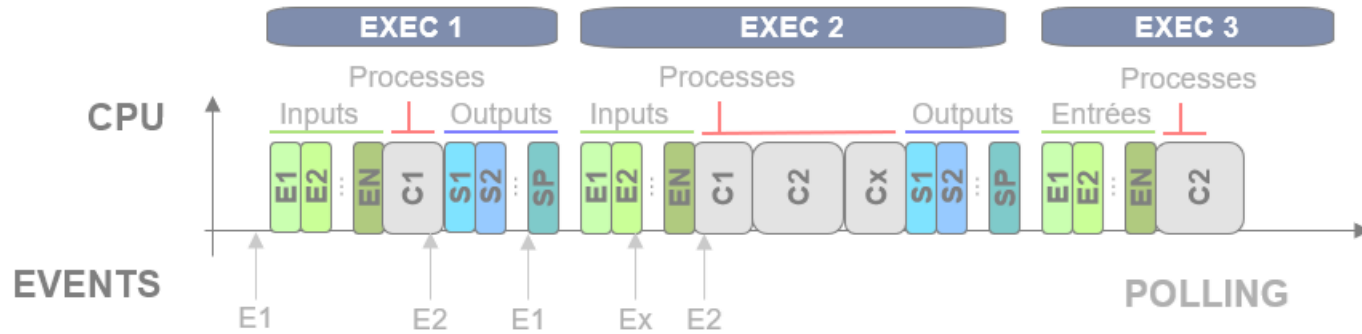 EXEC 1 EXEC 2 EXEC 3
Processes Processes Processes
CPU Inputs Outputs Inputs Outputs Entrées
E1 E2 ... EN C1 S1 S2 ... SP E1 E2 ... EN C1 C2 Cx S1 S2 ... SP E1 E2 ... EN C2
EVENTS POLLING
E1 E2 E1 Ex E2